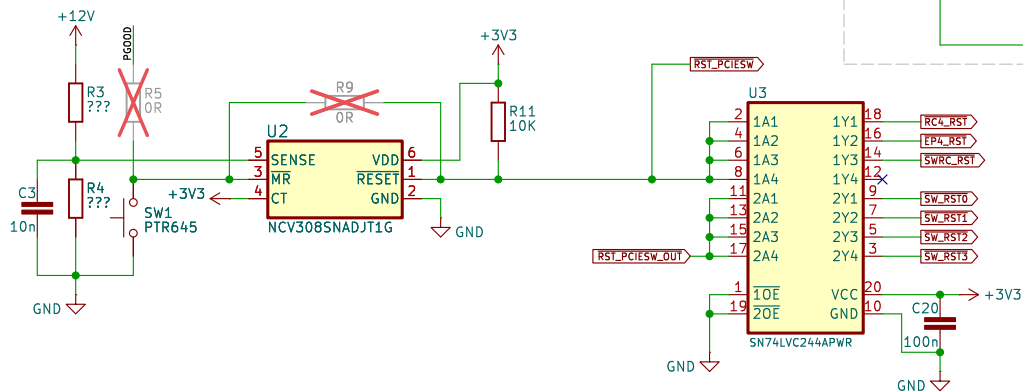 +12V
PGOOD
R3
???
R5
0R
C3
10n
R4
???
SW1
PTR645
GND
+3V3
R9
0R
U2
5 SENSE
3 MR
4 CT
VDD 6
RESET 1
GND 2
NCV308SNADJT1G
GND
+3V3
R11
10K
RST_PCIESW
RST_PCIESW_OUT
U3
2 1A1 1Y1 18
4 1A2 1Y2 16
6 1A3 1Y3 14
8 1A4 1Y4 12
11 2A1 2Y1 9
13 2A2 2Y2 7
15 2A3 2Y3 5
17 2A4 2Y4 3
1 1OE VCC 20
19 2OE GND 10
SN74LVC244APWR
GND
RC4_RST
EP4_RST
SWRC_RST
SW_RST0
SW_RST1
SW_RST2
SW_RST3
+3V3
C20
100n
GND